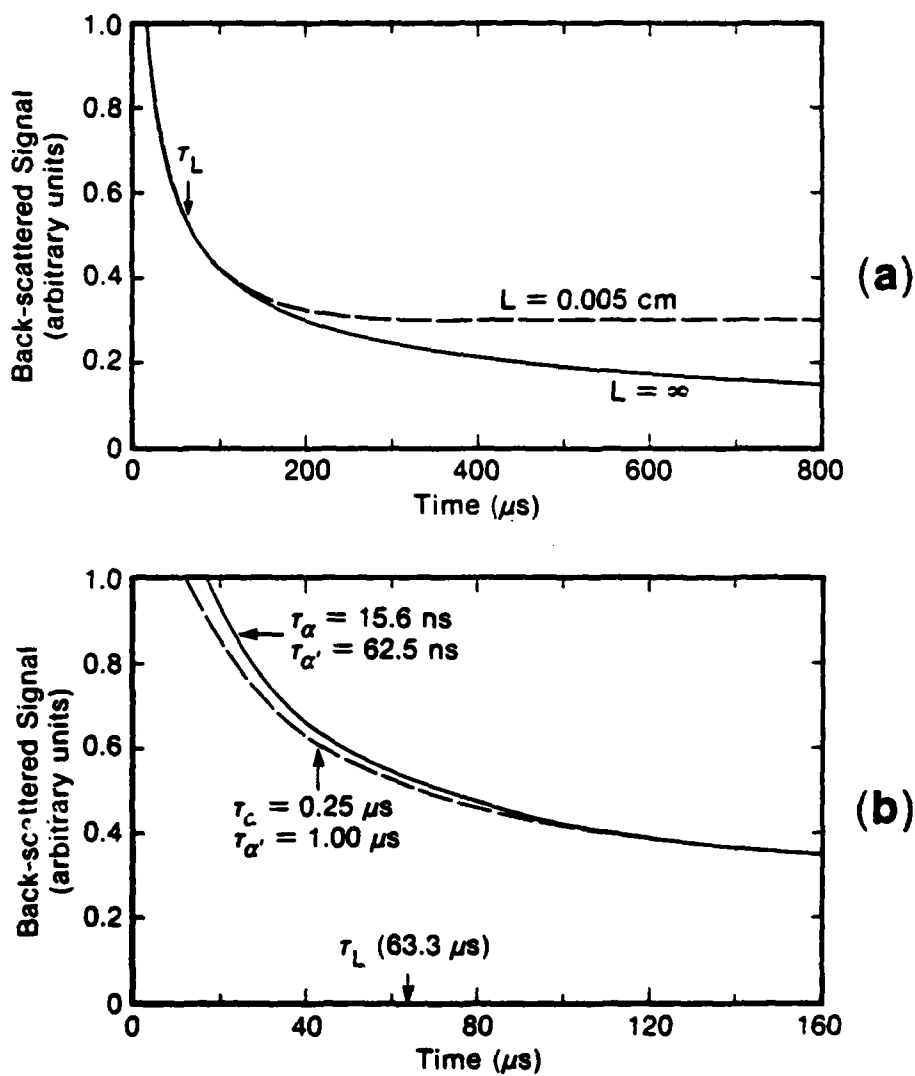 1.0
0.8
0.6
0.4
0.2
0
Back-scattered Signal
(arbitrary units)
τL
L = 0.005 cm
L = ∞
(a)
0
200
400
600
800
Time (μs)
1.0
0.8
0.6
0.4
0.2
0
Back-scattered Signal
(arbitrary units)
τα = 15.6 ns
τα' = 62.5 ns
τc = 0.25 μs
τα' = 1.00 μs
τL (63.3 μs)
(b)
0
40
80
120
160
Time (μs)